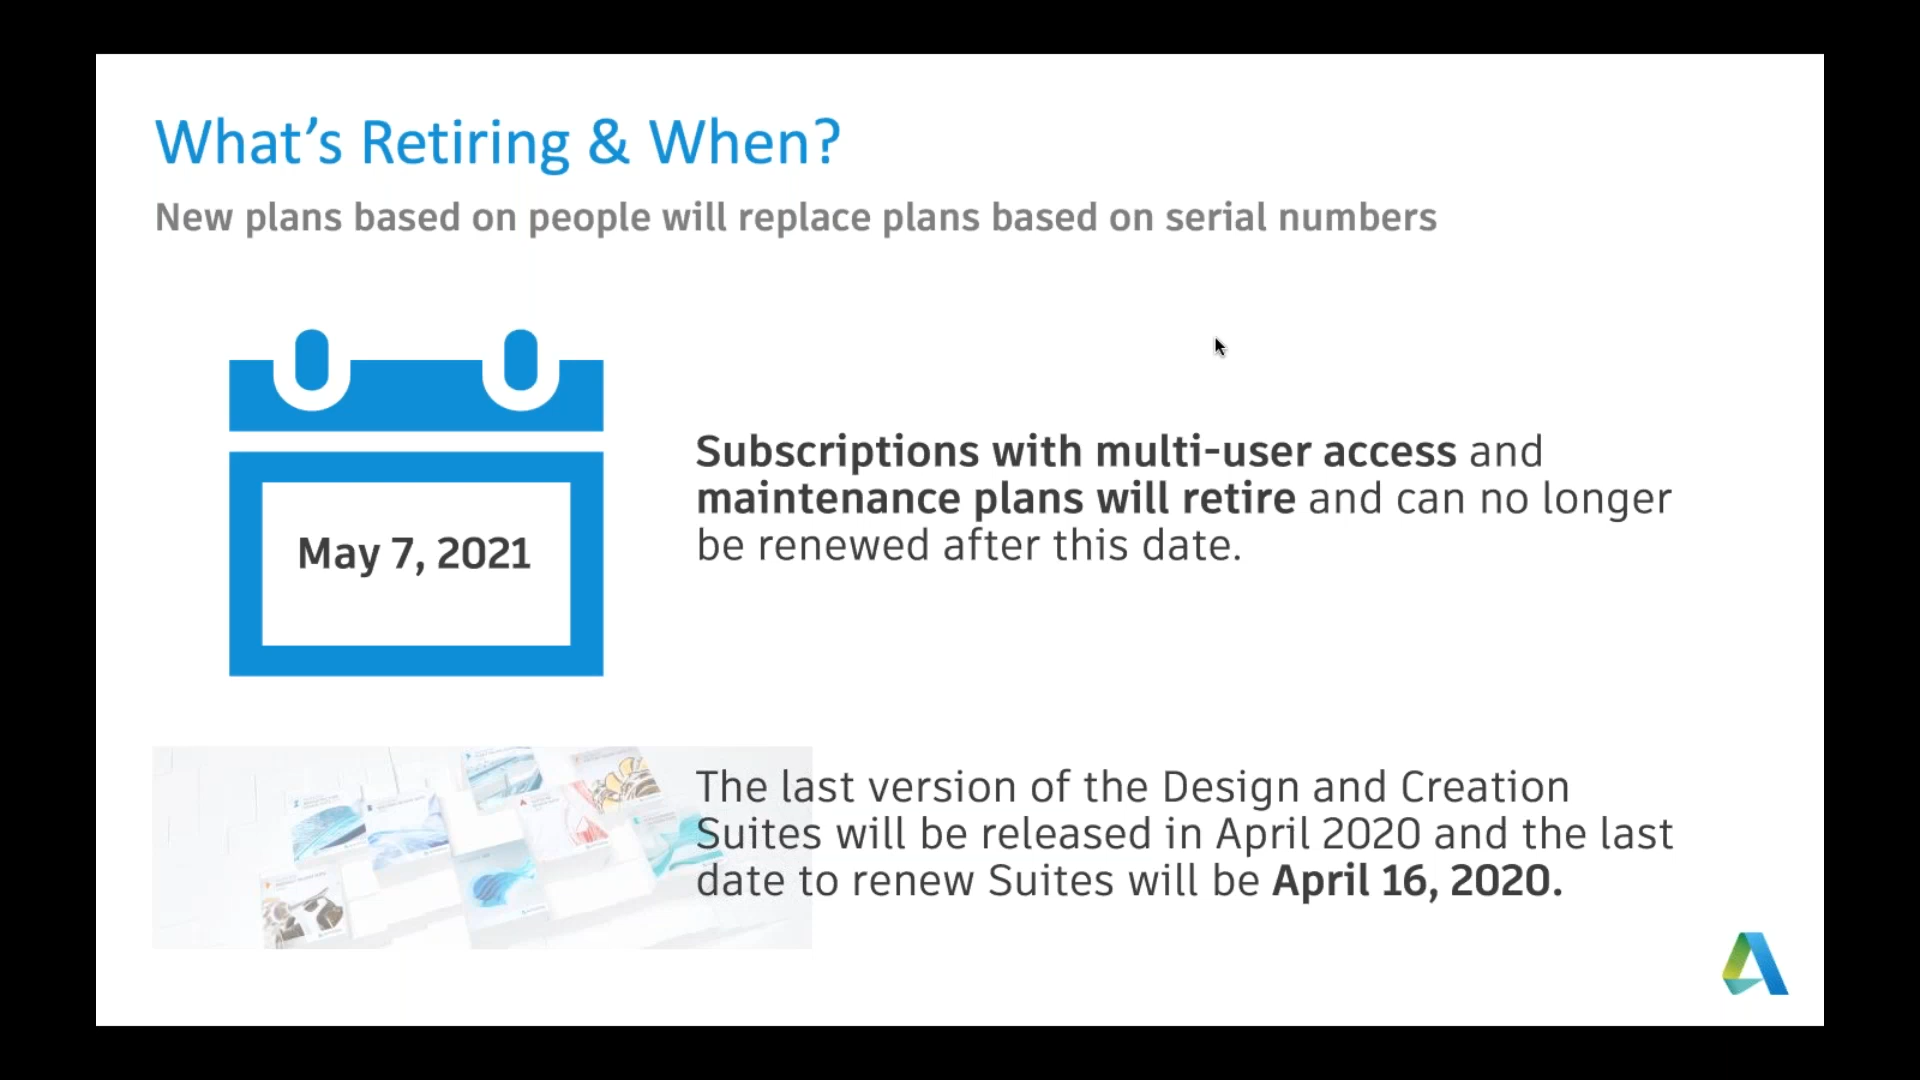 What’s Retiring & When?
New plans based on people will replace plans based on serial numbers
May 7, 2021
Subscriptions with multi-user access and
maintenance plans will retire and can no longer
be renewed after this date.
The last version of the Design and Creation
Suites will be released in April 2020 and the last
date to renew Suites will be April 16, 2020.